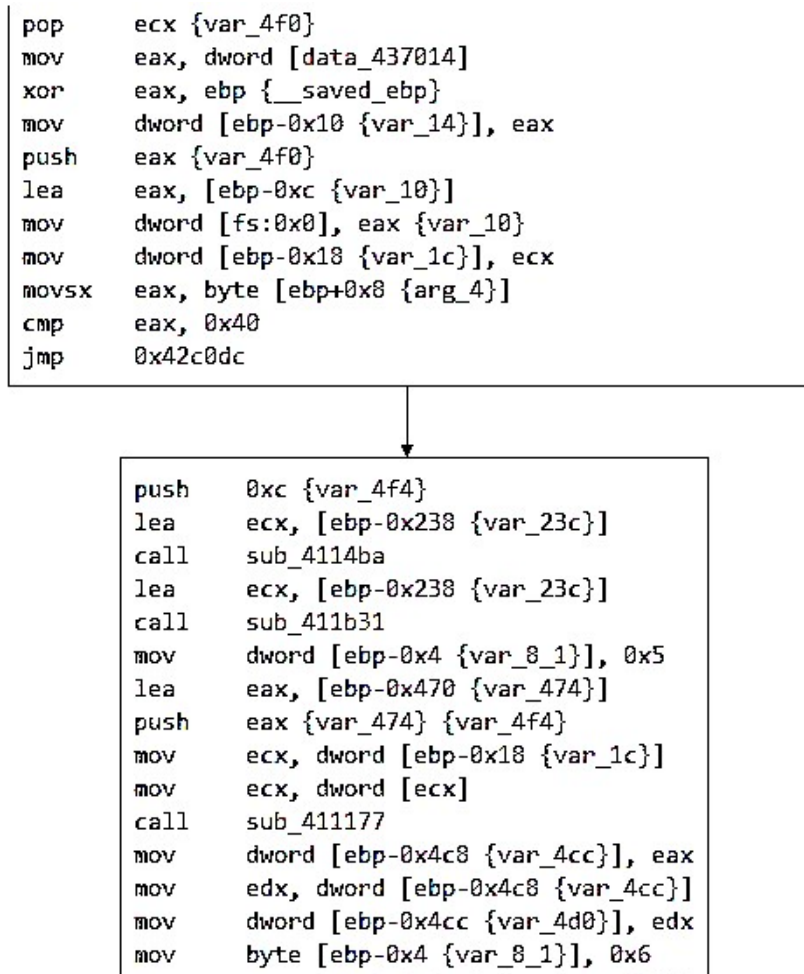 pop ecx {var_4f0}
mov eax, dword [data_437014]
xor eax, ebp {__saved_ebp}
mov dword [ebp-0x10 {var_14}], eax
push eax {var_4f0}
lea eax, [ebp-0xc {var_10}]
mov dword [fs:0x0], eax {var_10}
mov dword [ebp-0x18 {var_1c}], ecx
movsx eax, byte [ebp+0x8 {arg_4}]
cmp eax, 0x40
jmp 0x42c0dc
push 0xc {var_4f4}
lea ecx, [ebp-0x238 {var_23c}]
call sub_4114ba
lea ecx, [ebp-0x238 {var_23c}]
call sub_411b31
mov dword [ebp-0x4 {var_8_1}], 0x5
lea eax, [ebp-0x470 {var_474}]
push eax {var_474} {var_4f4}
mov ecx, dword [ebp-0x18 {var_1c}]
mov ecx, dword [ecx]
call sub_411177
mov dword [ebp-0x4c8 {var_4cc}], eax
mov edx, dword [ebp-0x4c8 {var_4cc}]
mov dword [ebp-0x4cc {var_4d0}], edx
mov byte [ebp-0x4 {var_8_1}], 0x6